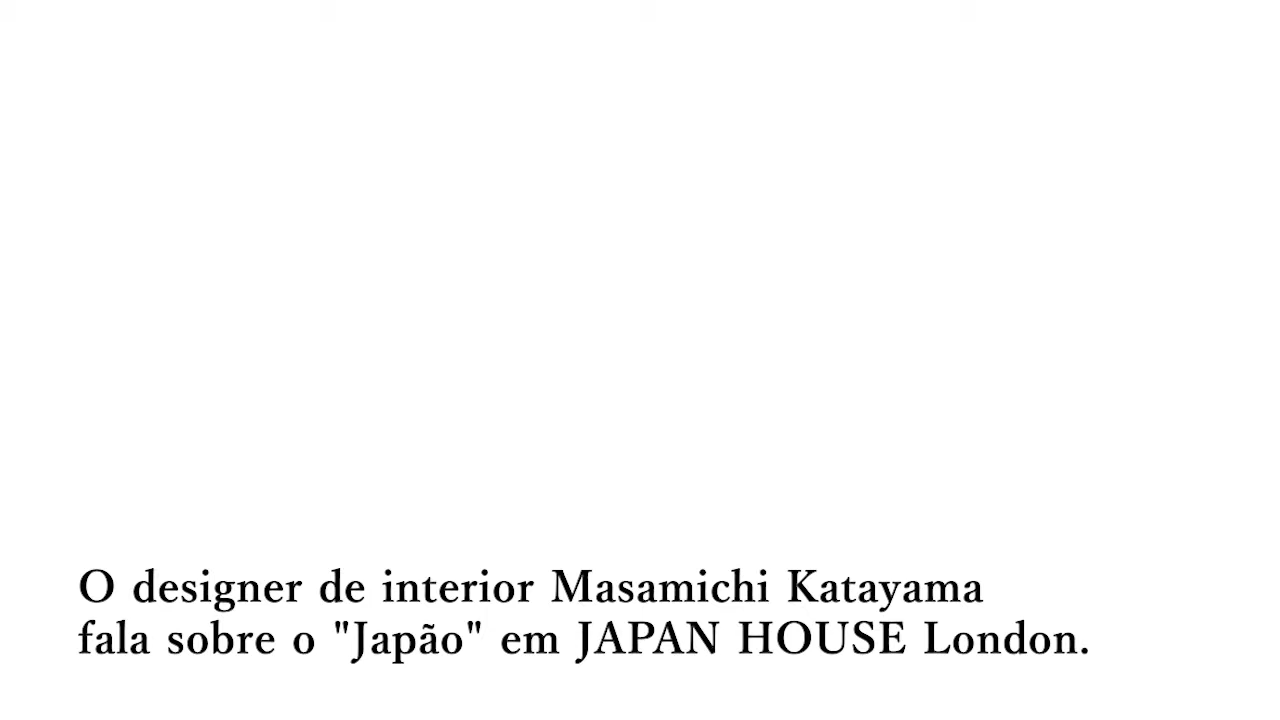 O designer de interior Masamichi Katayama
fala sobre o "Japão" em JAPAN HOUSE London.